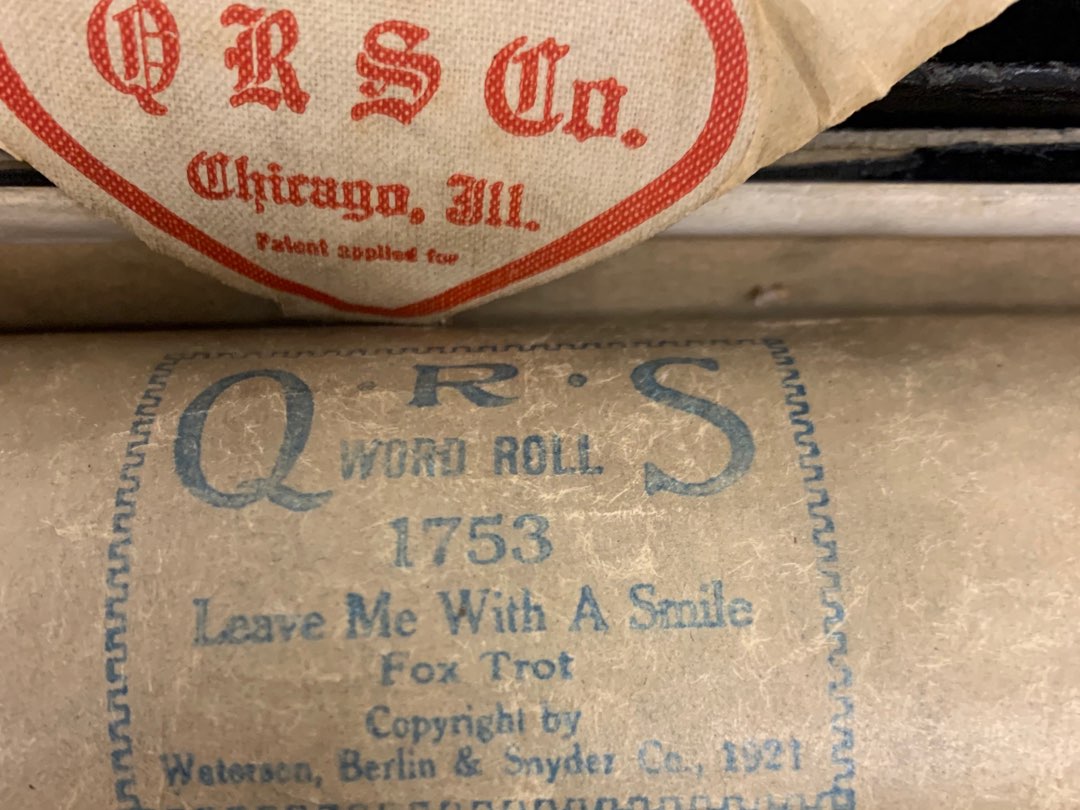 Q R S Co.
Chicago, Ill.
Patent applied for
Q·R·S
WORD ROLL
1753
Leave Me With A Smile
Fox Trot
Copyright by
Waterson, Berlin & Snyder Co., 1921